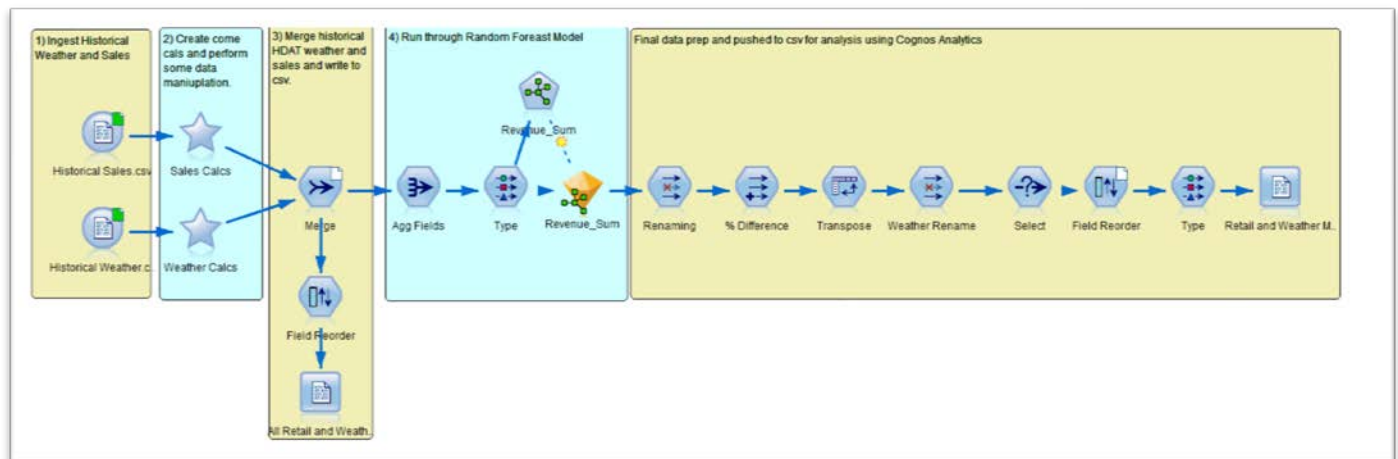 1) Ingest Historical
Weather and Sales
2) Create come
cals and perform
some data
maniuplation.
3) Merge historical
HDAT weather and
sales and write to
csv.
4) Run through Random Foreast Model
Final data prep and pushed to csv for analysis using Cognos Analytics
Revenue_Sum
Historical Sales.csv
Sales Calcs
Merge
Agg Fields
Type
Revenue_Sum
Renaming
% Difference
Transpose
Weather Rename
Select
Field Reorder
Type
Retail and Weather M..
Historical Weather.c..
Weather Calcs
Field Reorder
All Retail and Weath..